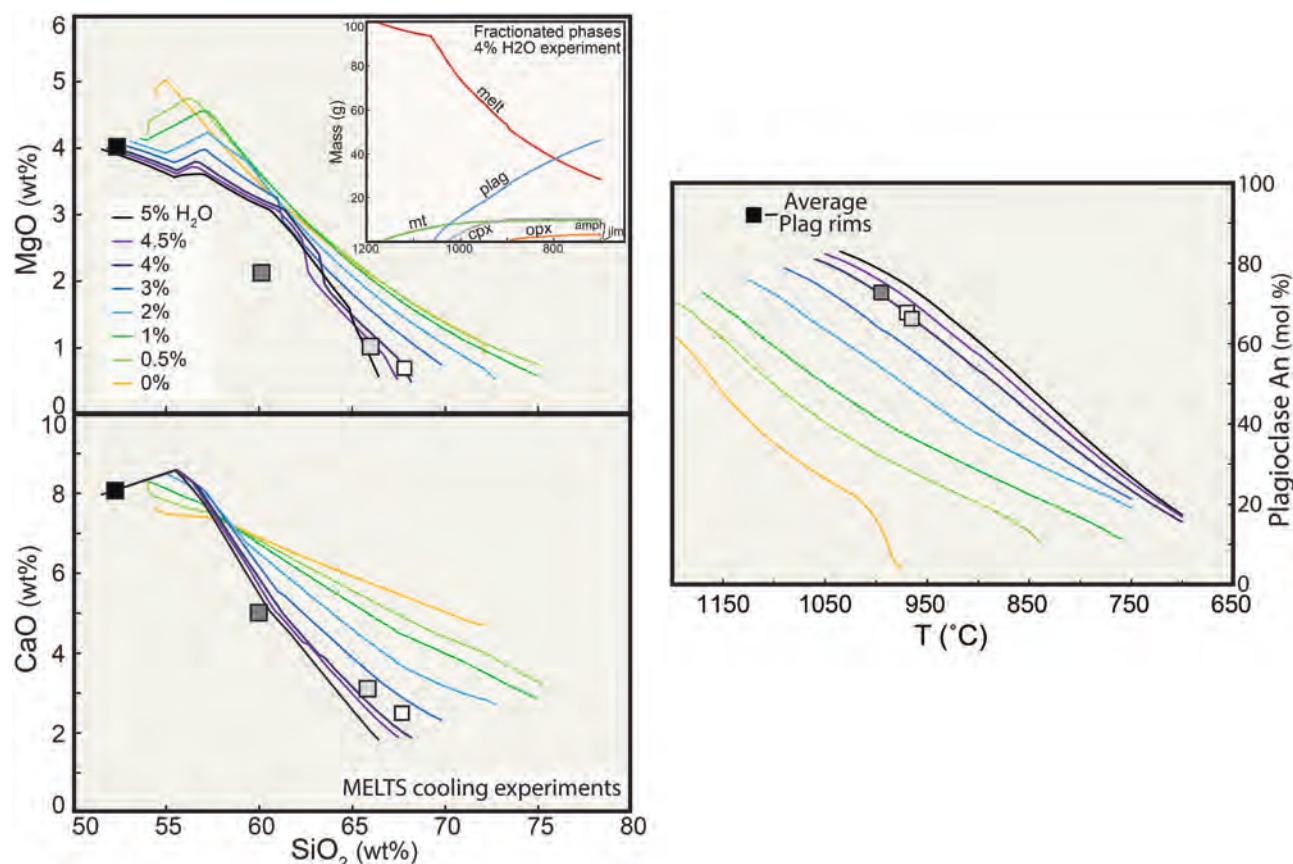 6
5
4
3
2
1
0
MgO (wt%)
5% H₂O
4,5%
4%
3%
2%
1%
0.5%
0%
Fractionated phases
4% H2O experiment
100
80
60
40
20
Mass (g)
melt
plag
mt
cpx
opx
amph
ilm
1200
1000
800
10
8
6
4
2
0
CaO (wt%)
MELTS cooling experiments
50
55
60
65
70
75
80
SiO₂ (wt%)
Average
Plag rims
100
80
60
40
20
0
Plagioclase An (mol %)
1150
1050
950
850
750
650
T (°C)